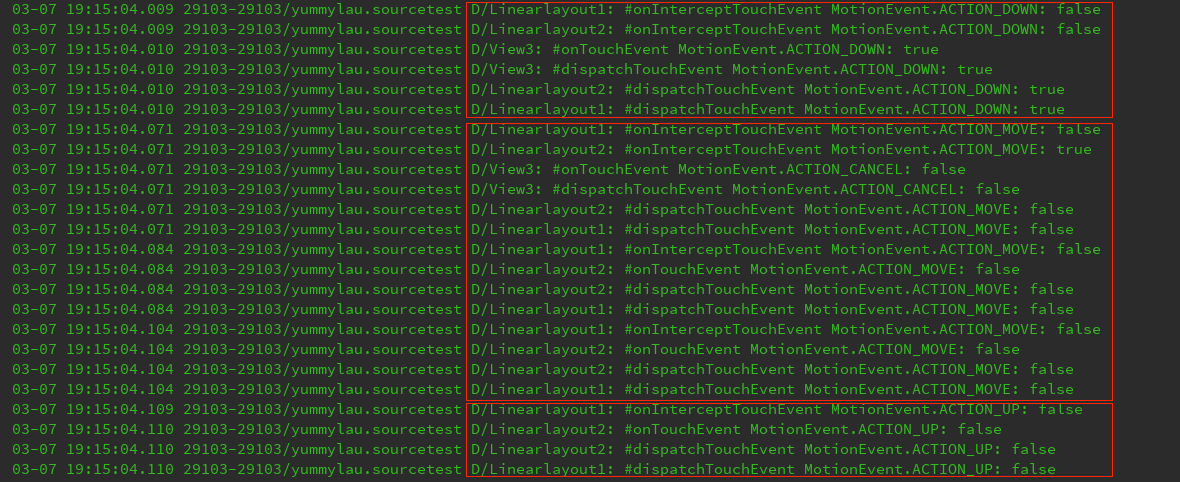 03-07 19:15:04.009 29103-29103/yummylau.sourcetest D/Linearlayout1: #onInterceptTouchEvent MotionEvent.ACTION_DOWN: false
03-07 19:15:04.009 29103-29103/yummylau.sourcetest D/Linearlayout2: #onInterceptTouchEvent MotionEvent.ACTION_DOWN: false
03-07 19:15:04.010 29103-29103/yummylau.sourcetest D/View3: #onTouchEvent MotionEvent.ACTION_DOWN: true
03-07 19:15:04.010 29103-29103/yummylau.sourcetest D/View3: #dispatchTouchEvent MotionEvent.ACTION_DOWN: true
03-07 19:15:04.010 29103-29103/yummylau.sourcetest D/Linearlayout2: #dispatchTouchEvent MotionEvent.ACTION_DOWN: true
03-07 19:15:04.010 29103-29103/yummylau.sourcetest D/Linearlayout1: #dispatchTouchEvent MotionEvent.ACTION_DOWN: true
03-07 19:15:04.071 29103-29103/yummylau.sourcetest D/Linearlayout1: #onInterceptTouchEvent MotionEvent.ACTION_MOVE: false
03-07 19:15:04.071 29103-29103/yummylau.sourcetest D/Linearlayout2: #onInterceptTouchEvent MotionEvent.ACTION_MOVE: true
03-07 19:15:04.071 29103-29103/yummylau.sourcetest D/View3: #onTouchEvent MotionEvent.ACTION_CANCEL: false
03-07 19:15:04.071 29103-29103/yummylau.sourcetest D/View3: #dispatchTouchEvent MotionEvent.ACTION_CANCEL: false
03-07 19:15:04.071 29103-29103/yummylau.sourcetest D/Linearlayout2: #dispatchTouchEvent MotionEvent.ACTION_MOVE: false
03-07 19:15:04.071 29103-29103/yummylau.sourcetest D/Linearlayout1: #dispatchTouchEvent MotionEvent.ACTION_MOVE: false
03-07 19:15:04.084 29103-29103/yummylau.sourcetest D/Linearlayout1: #onInterceptTouchEvent MotionEvent.ACTION_MOVE: false
03-07 19:15:04.084 29103-29103/yummylau.sourcetest D/Linearlayout2: #onTouchEvent MotionEvent.ACTION_MOVE: false
03-07 19:15:04.084 29103-29103/yummylau.sourcetest D/Linearlayout2: #dispatchTouchEvent MotionEvent.ACTION_MOVE: false
03-07 19:15:04.084 29103-29103/yummylau.sourcetest D/Linearlayout1: #dispatchTouchEvent MotionEvent.ACTION_MOVE: false
03-07 19:15:04.104 29103-29103/yummylau.sourcetest D/Linearlayout1: #onInterceptTouchEvent MotionEvent.ACTION_MOVE: false
03-07 19:15:04.104 29103-29103/yummylau.sourcetest D/Linearlayout2: #onTouchEvent MotionEvent.ACTION_MOVE: false
03-07 19:15:04.104 29103-29103/yummylau.sourcetest D/Linearlayout2: #dispatchTouchEvent MotionEvent.ACTION_MOVE: false
03-07 19:15:04.104 29103-29103/yummylau.sourcetest D/Linearlayout1: #dispatchTouchEvent MotionEvent.ACTION_MOVE: false
03-07 19:15:04.109 29103-29103/yummylau.sourcetest D/Linearlayout1: #onInterceptTouchEvent MotionEvent.ACTION_UP: false
03-07 19:15:04.110 29103-29103/yummylau.sourcetest D/Linearlayout2: #onTouchEvent MotionEvent.ACTION_UP: false
03-07 19:15:04.110 29103-29103/yummylau.sourcetest D/Linearlayout2: #dispatchTouchEvent MotionEvent.ACTION_UP: false
03-07 19:15:04.110 29103-29103/yummylau.sourcetest D/Linearlayout1: #dispatchTouchEvent MotionEvent.ACTION_UP: false